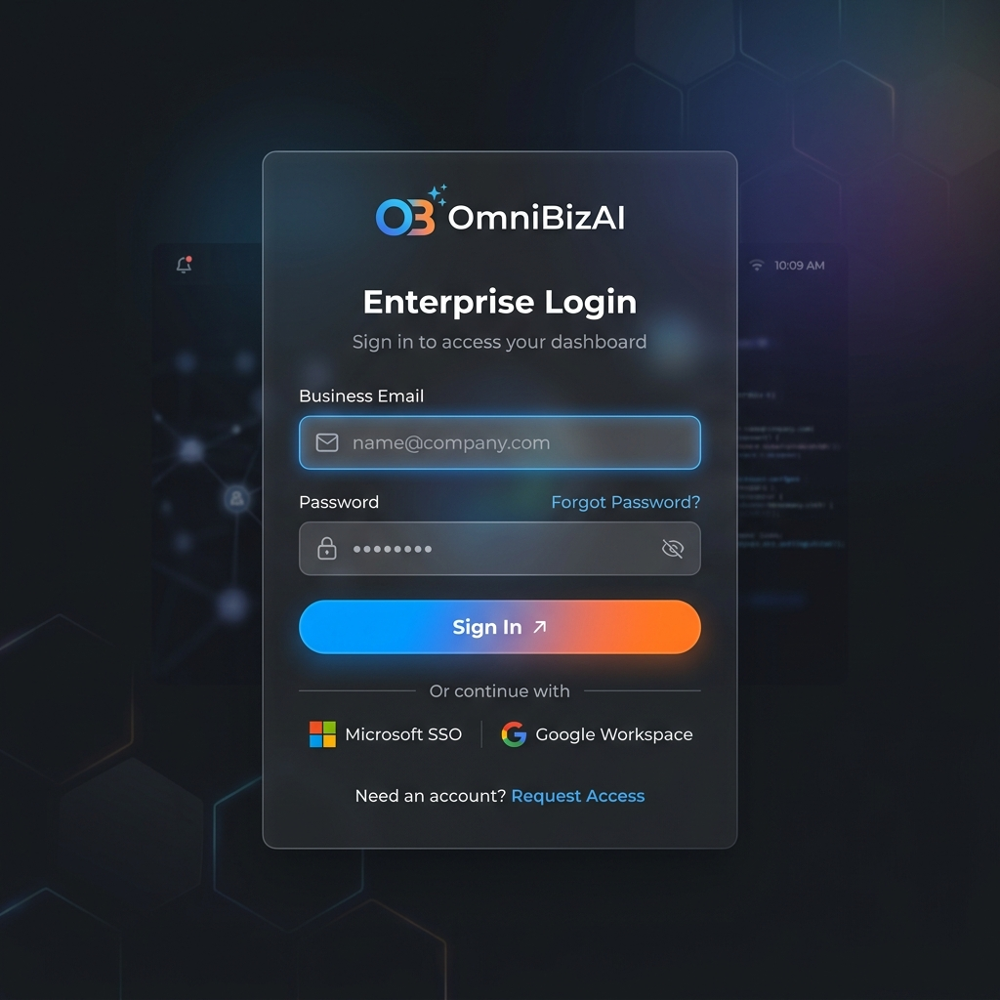 OB OmniBizAI
10:09 AM
Enterprise Login
Sign in to access your dashboard
Business Email
name@company.com
Password
Forgot Password?
••••••••
Sign In ↗
Or continue with
Microsoft SSO
Google Workspace
Need an account? Request Access